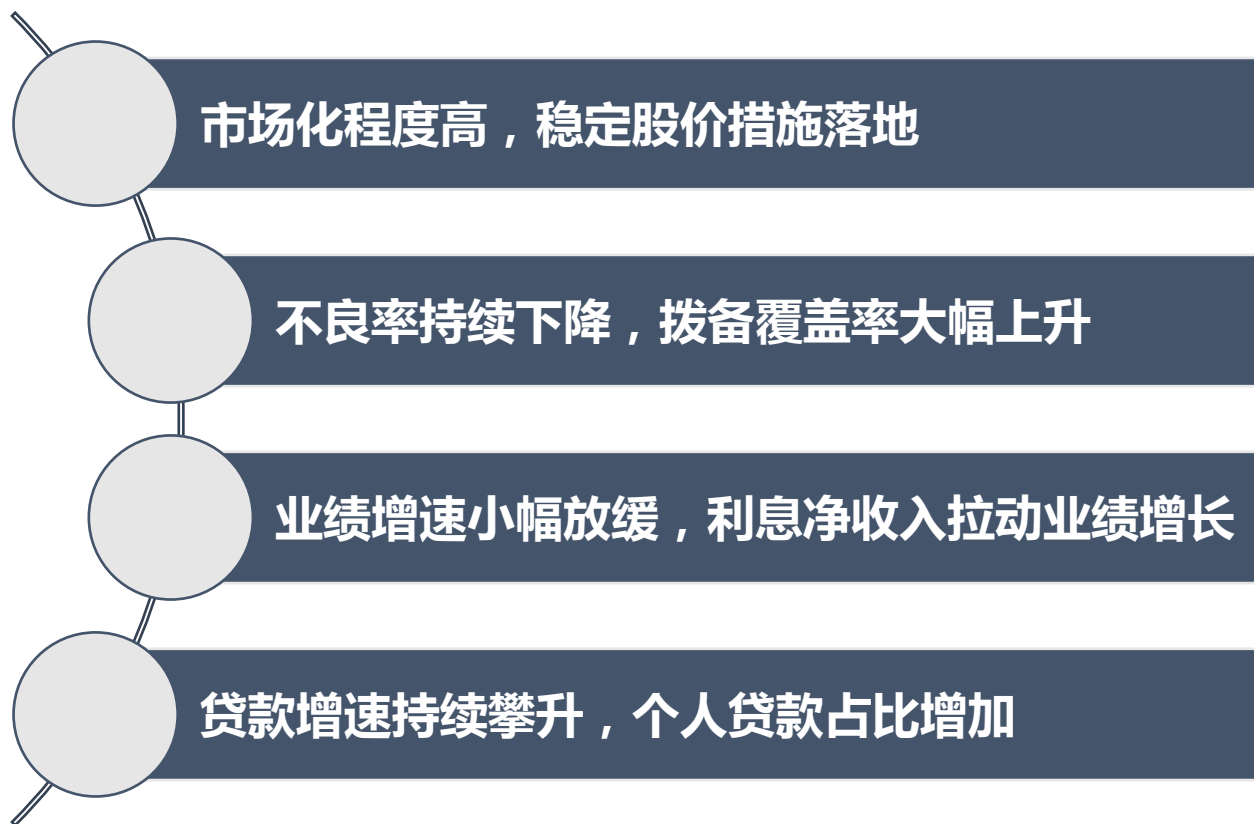 市场化程度高，稳定股价措施落地
不良率持续下降，拨备覆盖率大幅上升
业绩增速小幅放缓，利息净收入拉动业绩增长
贷款增速持续攀升，个人贷款占比增加